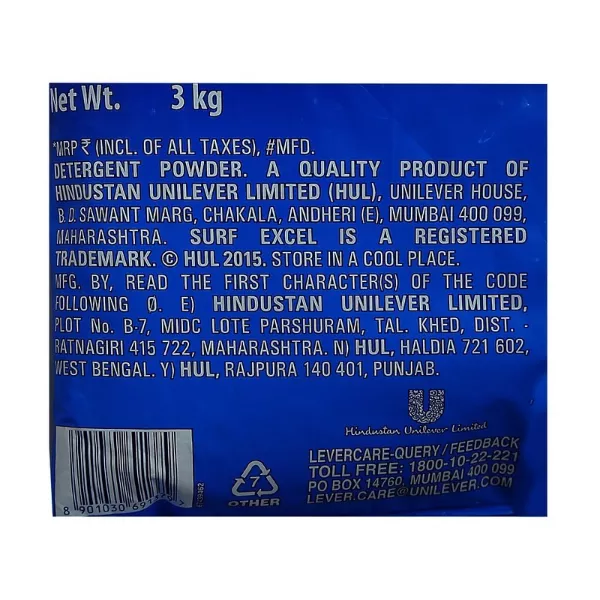 Net Wt. 3 kg
*MRP ₹ (INCL. OF ALL TAXES), #MFD.
DETERGENT POWDER. A QUALITY PRODUCT OF
HINDUSTAN UNILEVER LIMITED (HUL), UNILEVER HOUSE,
B. D. SAWANT MARG, CHAKALA, ANDHERI (E), MUMBAI 400 099,
MAHARASHTRA. SURF EXCEL IS A REGISTERED
TRADEMARK. © HUL 2015. STORE IN A COOL PLACE.
MFG. BY, READ THE FIRST CHARACTER(S) OF THE CODE
FOLLOWING Ø. E) HINDUSTAN UNILEVER LIMITED,
PLOT No. B-7, MIDC LOTE PARSHURAM, TAL. KHED, DIST. -
RATNAGIRI 415 722, MAHARASHTRA. N) HUL, HALDIA 721 602,
WEST BENGAL. Y) HUL, RAJPURA 140 401, PUNJAB.
Hindustan Unilever Limited
LEVERCARE-QUERY / FEEDBACK
TOLL FREE: 1800-10-22-221
PO BOX 14760, MUMBAI 400 099
LEVER.CARE@UNILEVER.COM
7
OTHER
8 901030